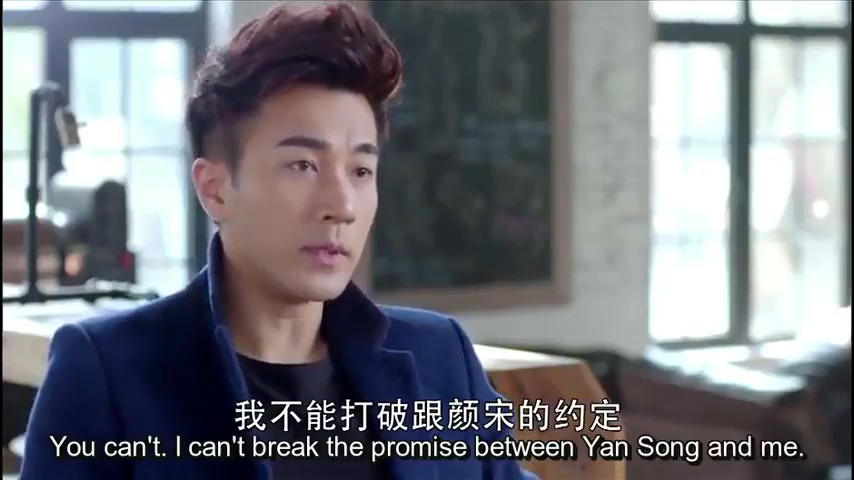 我不能打破跟颜宋的约定
You can't. I can't break the promise between Yan Song and me.